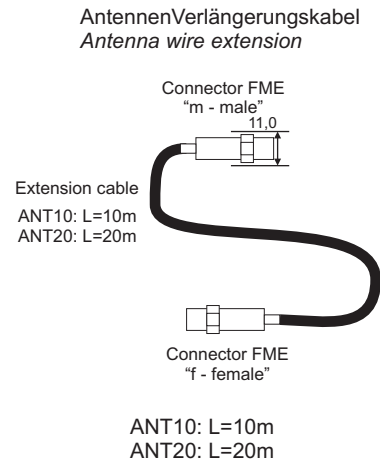 AntennenVerlängerungskabel
Antenna wire extension
Connector FME
“m - male”
11,0
Extension cable
ANT10: L=10m
ANT20: L=20m
Connector FME
“f - female”
ANT10: L=10m
ANT20: L=20m